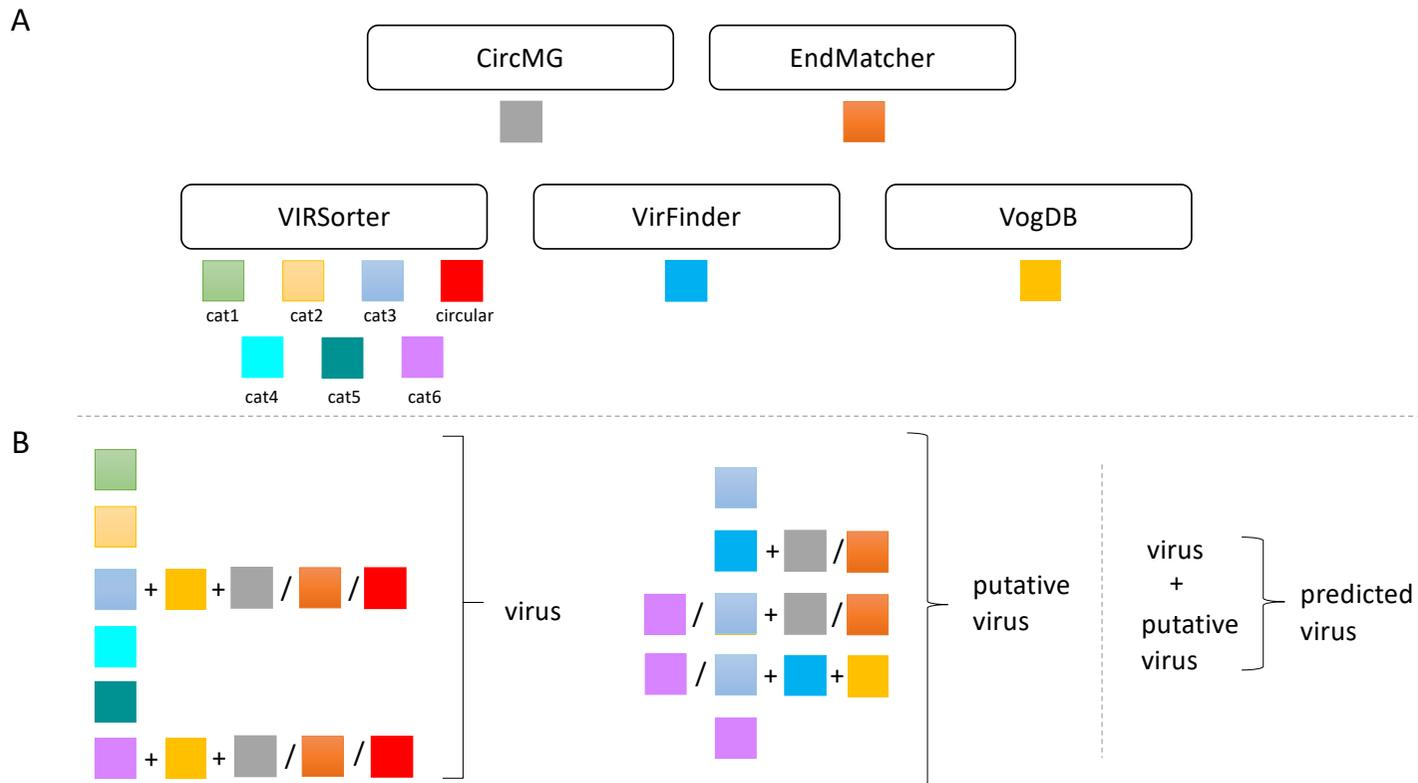 A
CircMG
EndMatcher
VIRSorter
VirFinder
VogDB
cat1
cat2
cat3
circular
cat4
cat5
cat6
B
+
+
/
/
+
+
/
/
virus
+
/
/
+
/
/
+
+
putative
virus
virus
+
putative
virus
predicted
virus